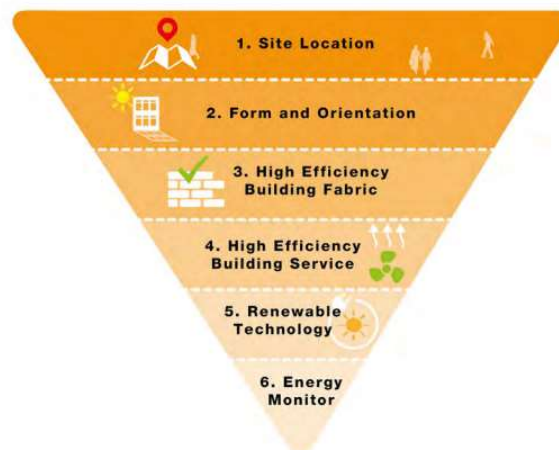 1. Site Location
2. Form and Orientation
3. High Efficiency
Building Fabric
4. High Efficiency
Building Service
5. Renewable
Technology
6. Energy
Monitor